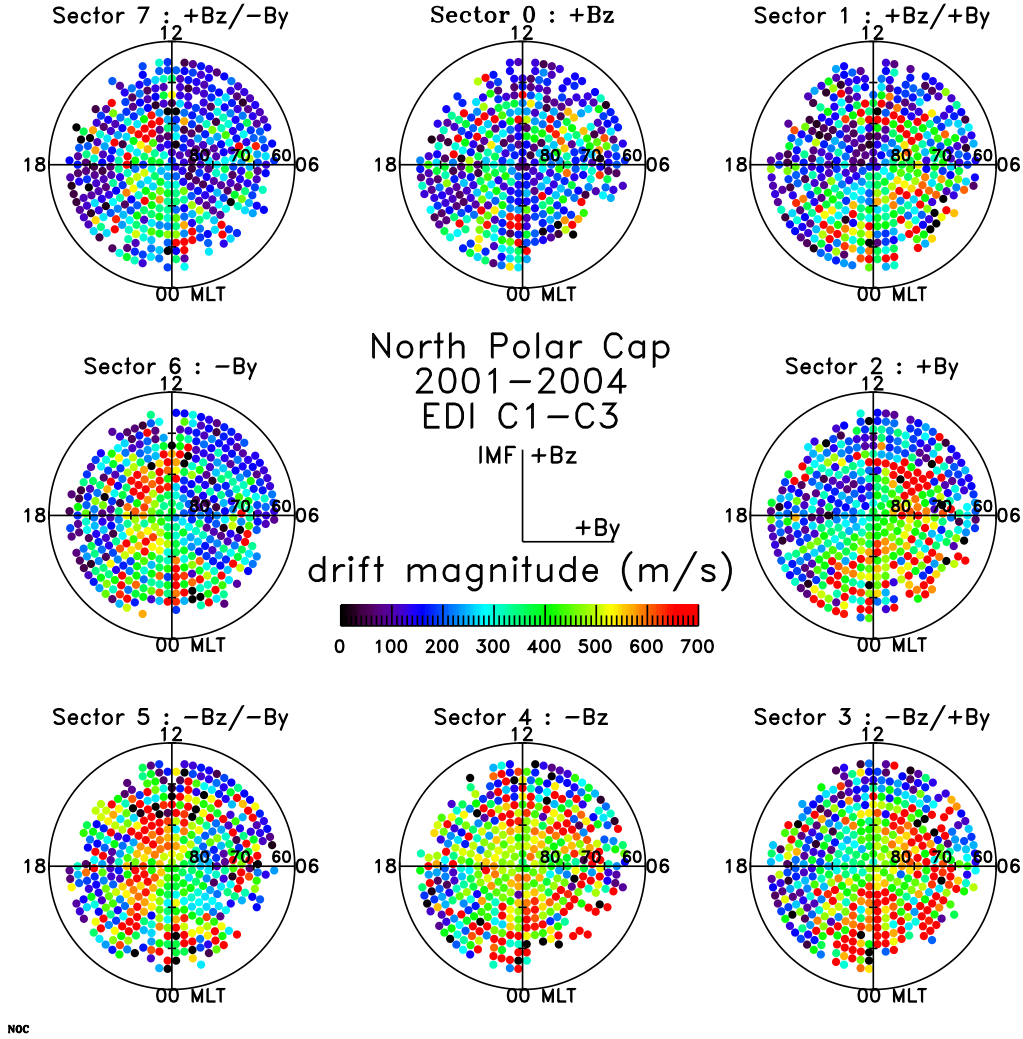 Sector 7 : +Bz/−By
12
80 70 60
18
06
00 MLT
Sector 0 : +Bz
12
80 70 60
18
06
00 MLT
Sector 1 : +Bz/+By
12
80 70 60
18
06
00 MLT
Sector 6 : −By
12
80 70 60
18
06
00 MLT
North Polar Cap
2001−2004
EDI C1−C3
IMF +Bz
+By
drift magnitude (m/s)
0 100 200 300 400 500 600 700
Sector 2 : +By
12
80 70 60
18
06
00 MLT
Sector 5 : −Bz/−By
12
80 70 60
18
06
00 MLT
Sector 4 : −Bz
12
80 70 60
18
06
00 MLT
Sector 3 : −Bz/+By
12
80 70 60
18
06
00 MLT
NOC